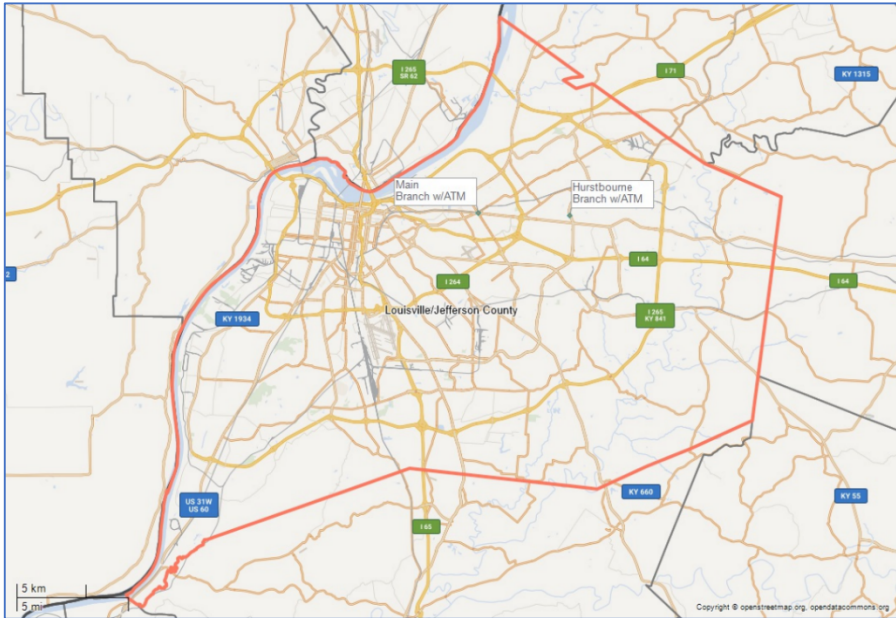 I 265
SR 62
I 71
KY 1315
Main
Branch w/ATM
Hurstbourne
Branch w/ATM
I 64
2
I 264
I 64
KY 1934
Louisville/Jefferson County
I 265
KY 841
US 31W
US 60
KY 660
KY 55
I 65
5 km
5 mi
Copyright © openstreetmap.org, opendatacommons.org